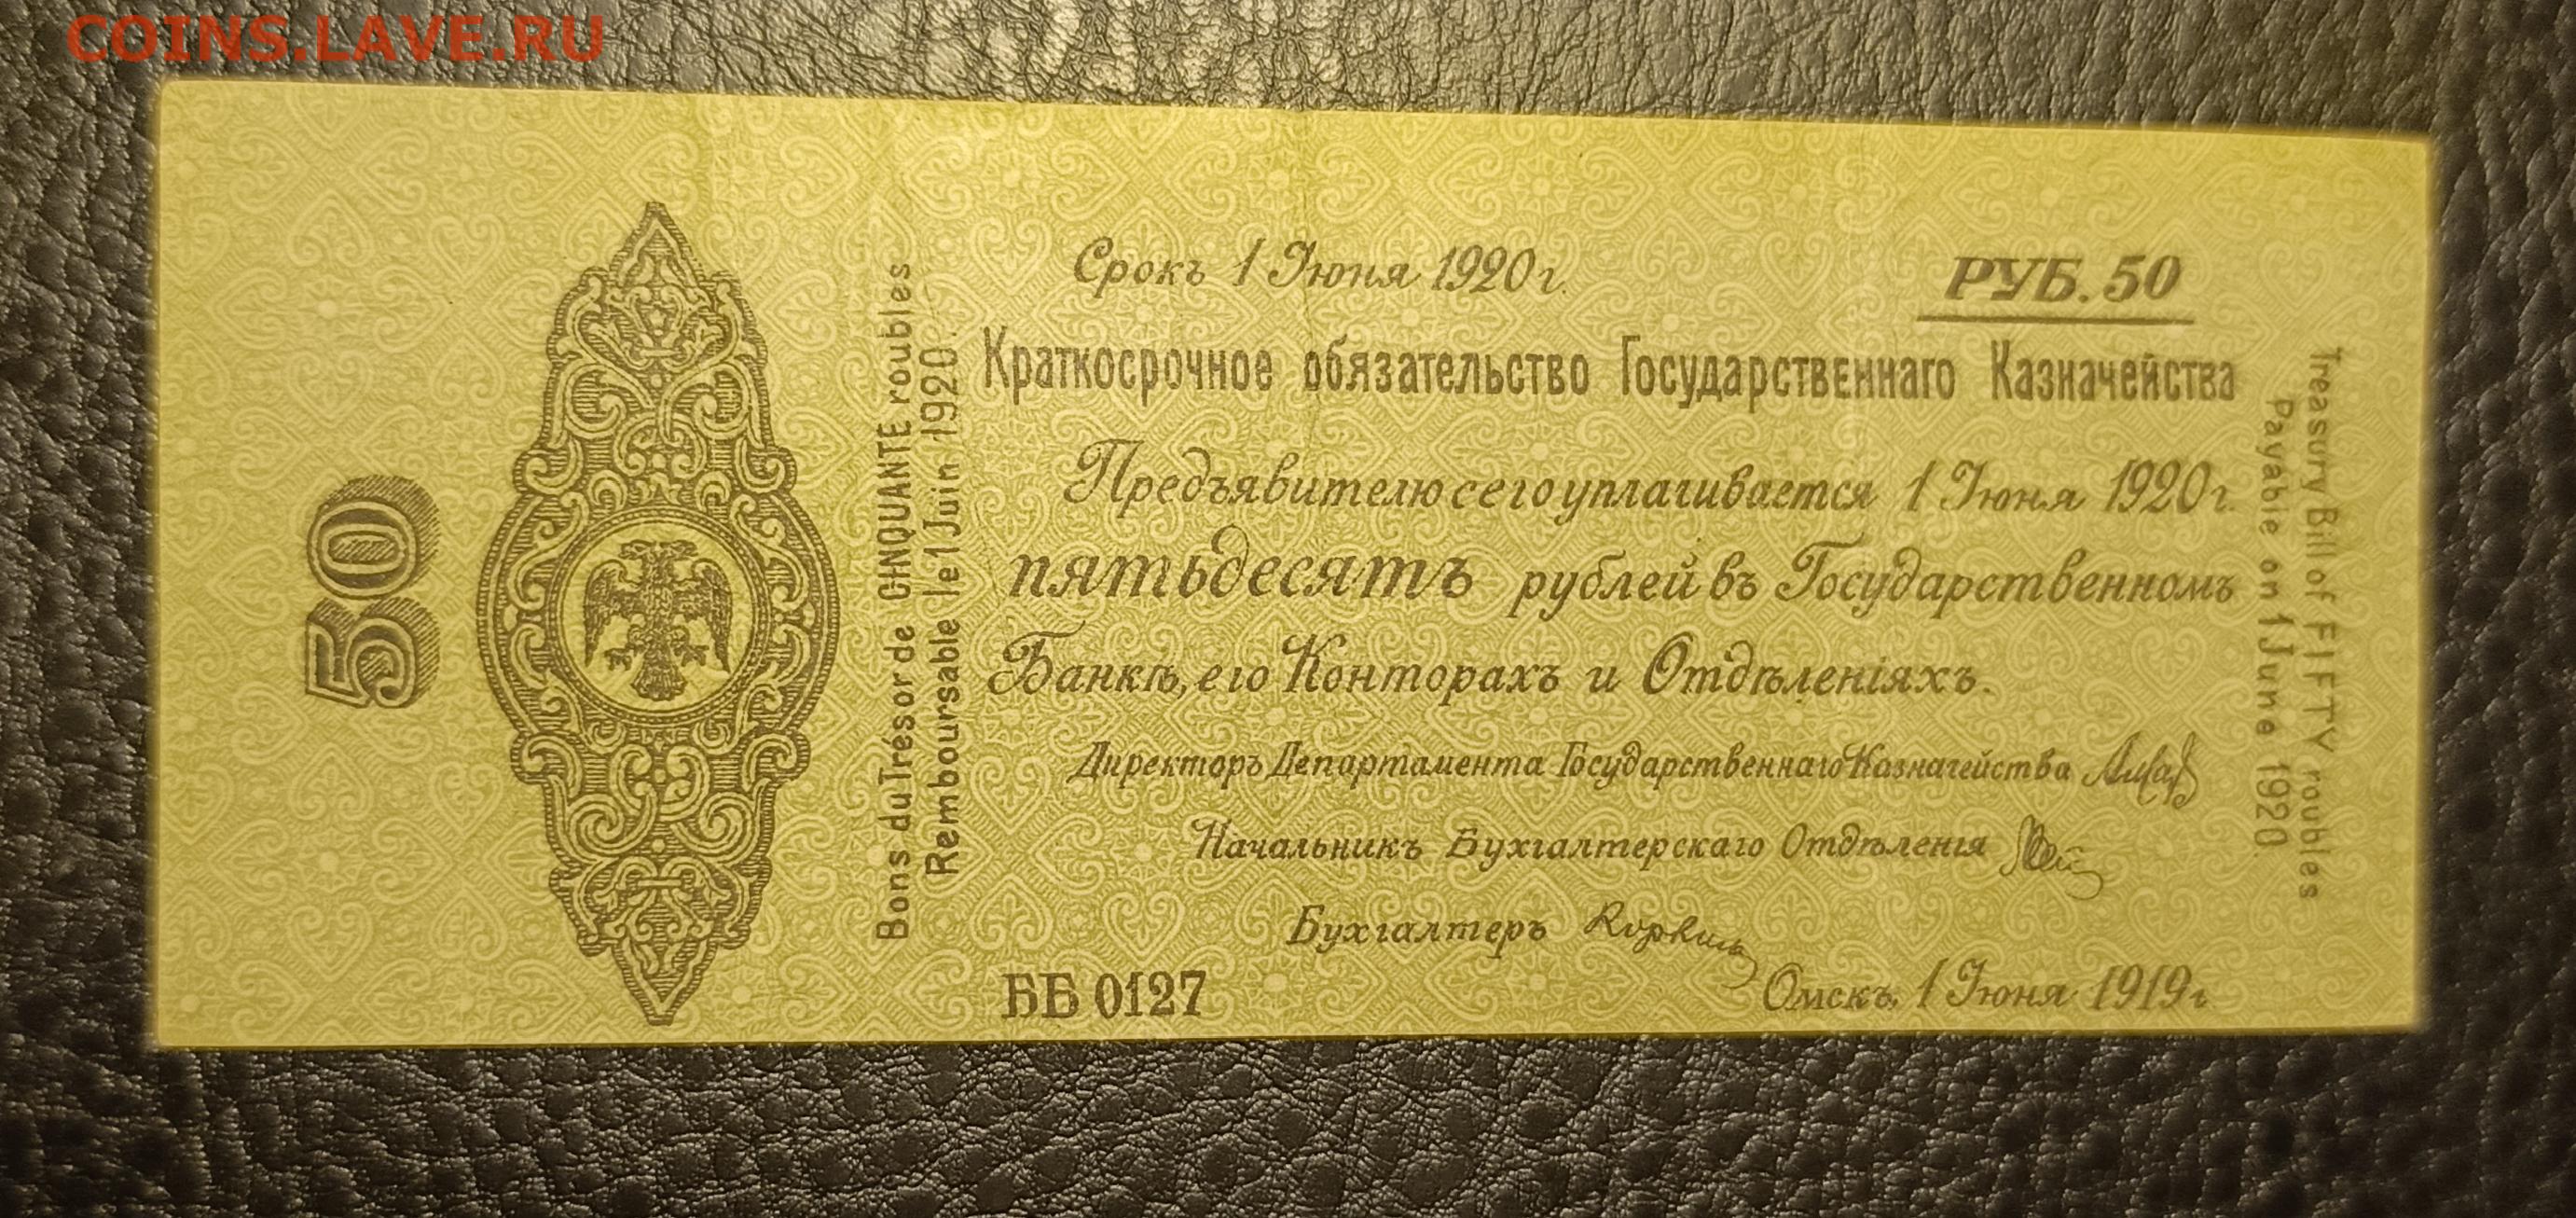 COINS.LAVE.RU
50
Bons du Tresor de CINQUANTE roubles
Remboursable le 1 Juin 1920.
Срокъ 1 Іюня 1920 г.
РУБ. 50
Краткосрочное обязательство Государственнаго Казначейства
Предъявителю сего уплачивается 1 Іюня 1920 г.
пятьдесятъ рублей въ Государственномъ
Банкѣ, его Конторахъ и Отдѣленіяхъ.
Директоръ Департамента Государственнаго Казначейства
Начальникъ Бухгалтерскаго Отдѣленія
Бухгалтеръ
ББ 0127
Омскъ, 1 Іюня 1919 г
Treasury Bill of FIFTY roubles
Payable on 1 June 1920.